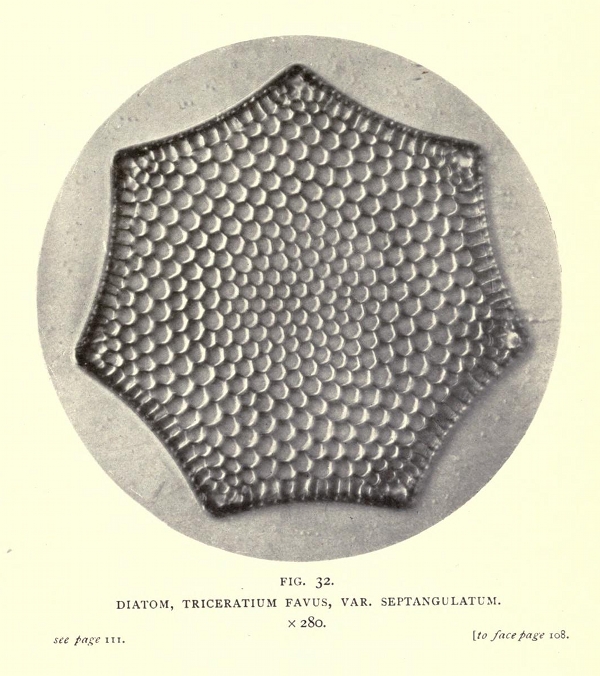 FIG. 32.
DIATOM, TRICERATIUM FAVUS, VAR. SEPTANGULATUM.
× 280.
see page 111.
[to face page 108.